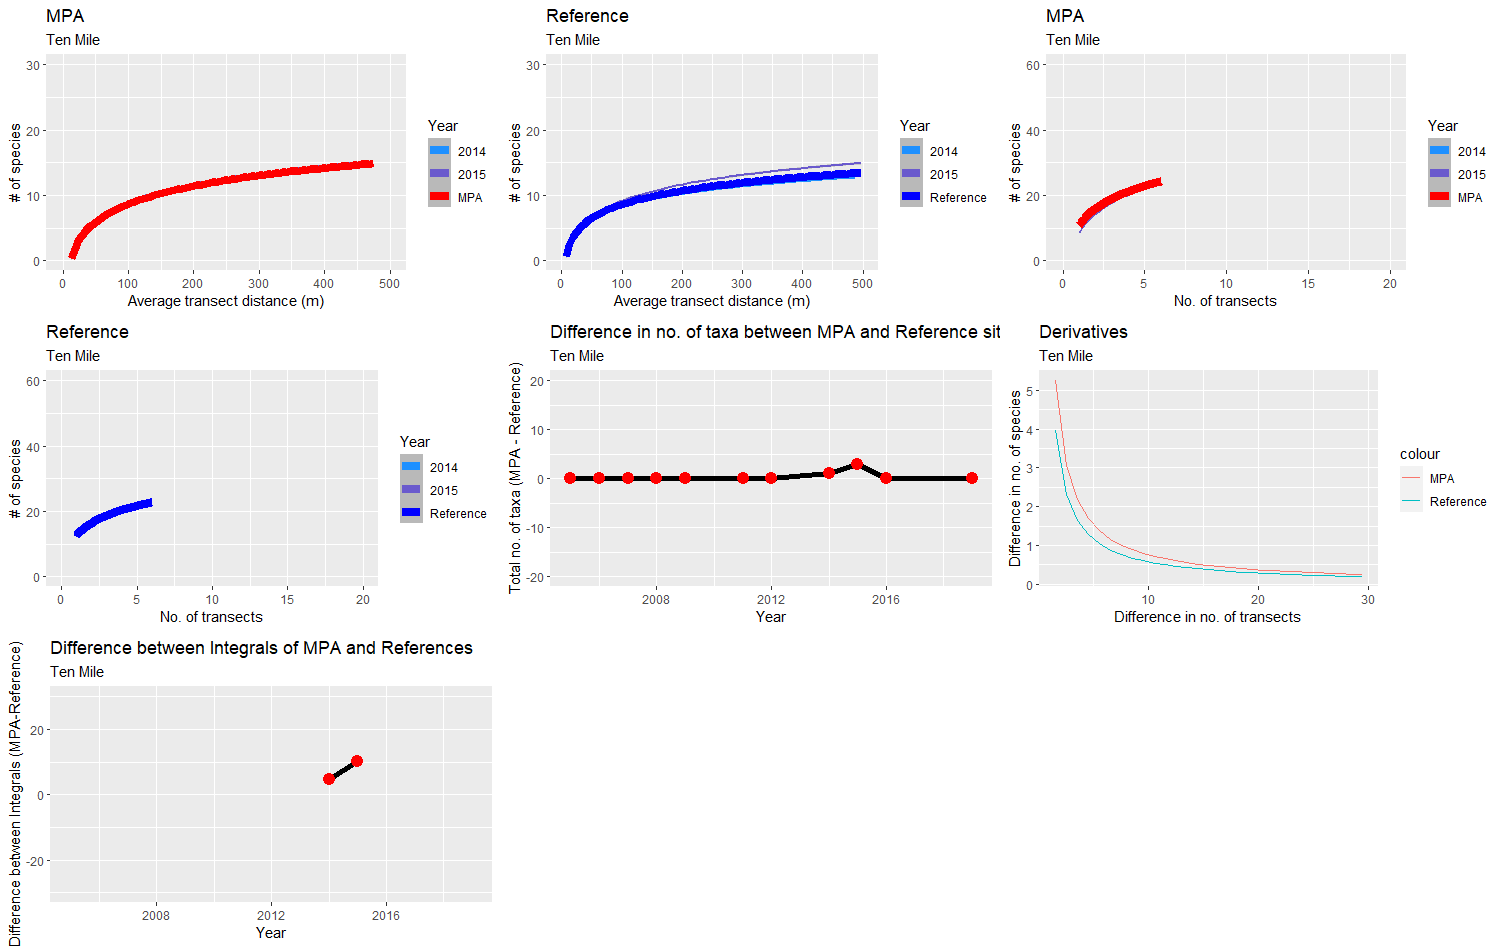 MPA
Ten Mile
# of species
30
20
10
0
0 100 200 300 400 500
Average transect distance (m)
Year
2014
2015
MPA
Reference
Ten Mile
# of species
30
20
10
0
0 100 200 300 400 500
Average transect distance (m)
Year
2014
2015
Reference
MPA
Ten Mile
# of species
60
40
20
0
0 5 10 15 20
No. of transects
Year
2014
2015
MPA
Reference
Ten Mile
# of species
60
40
20
0
0 5 10 15 20
No. of transects
Year
2014
2015
Reference
Difference in no. of taxa between MPA and Reference sit
Ten Mile
Total no. of taxa (MPA - Reference)
20
10
0
-10
-20
2008 2012 2016
Year
Derivatives
Ten Mile
Difference in no. of species
5
4
3
2
1
0
10 20 30
Difference in no. of transects
colour
MPA
Reference
Difference between Integrals of MPA and References
Ten Mile
Difference between Integrals (MPA-Reference)
20
0
-20
2008 2012 2016
Year